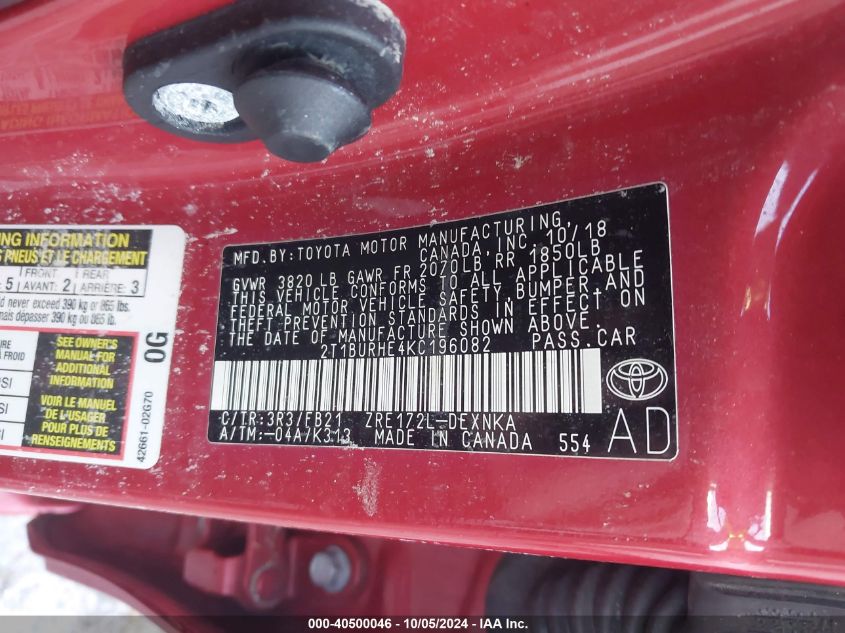 MFD. BY: TOYOTA MOTOR MANUFACTURING,
CANADA, INC. 10/18
GVWR 3820 LB GAWR FR 2070LB RR 1850LB
THIS VEHICLE CONFORMS TO ALL APPLICABLE
FEDERAL MOTOR VEHICLE SAFETY, BUMPER, AND
THEFT PREVENTION STANDARDS IN EFFECT ON
THE DATE OF MANUFACTURE SHOWN ABOVE.
2T1BURHE4KC196082 PASS. CAR
C/TR: 3R3/FB21 ZRE172L-DEXNKA
A/TM: -04A/K313 MADE IN CANADA 554
AD
INFORMATION
PNEUS ET LE CHARGEMENT
5 FRONT AVANT: 2 REAR ARRIÈRE: 3
never exceed 390 kg or 865 lbs.
dépasser 390 kg ou 865 lb.
SEE OWNER'S
MANUAL FOR
ADDITIONAL
INFORMATION
VOIR LE MANUEL
DE L'USAGER
POUR PLUS DE
RENSEIGNEMENTS
0G
42661-02G70
À FROID
000-40500046 - 10/05/2024 - IAA Inc.